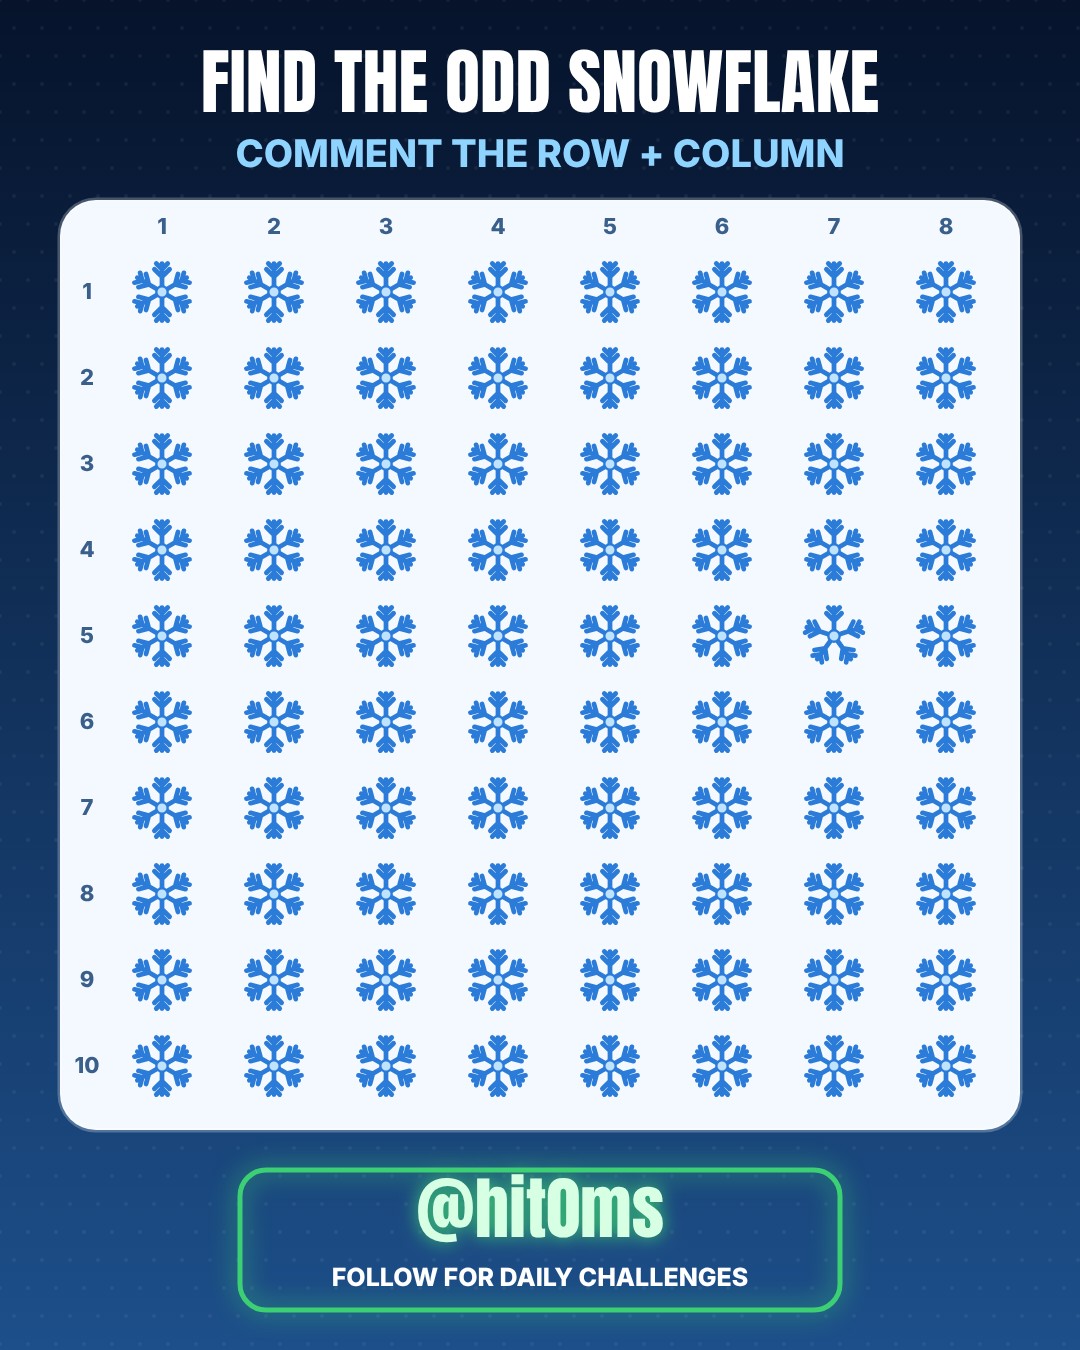 FIND THE ODD SNOWFLAKE
COMMENT THE ROW + COLUMN
1 2 3 4 5 6 7 8
1
2
3
4
5
6
7
8
9
10
@hit0ms
FOLLOW FOR DAILY CHALLENGES